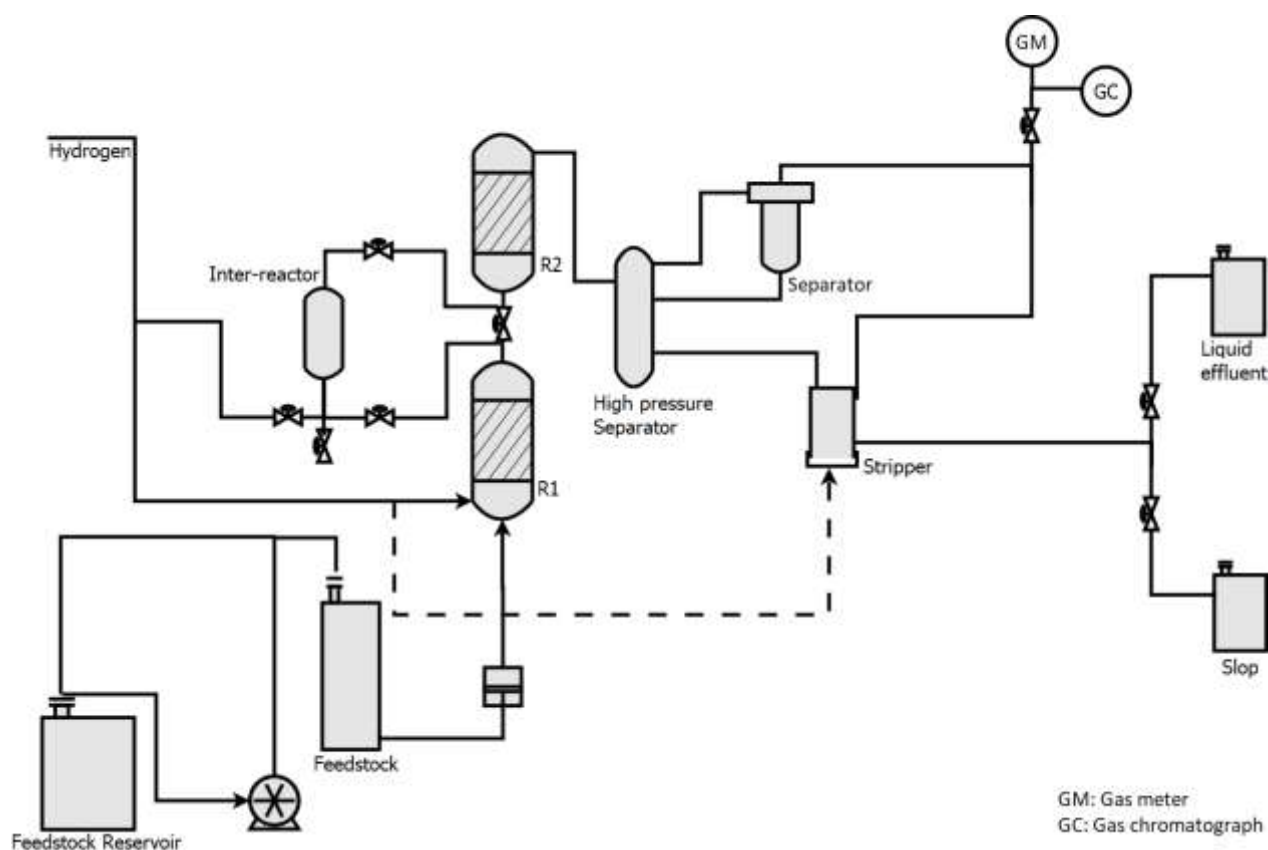 GM
GC
Hydrogen
R2
Inter-reactor
Separator
Liquid
effluent
High pressure
Separator
Stripper
R1
Slop
Feedstock
GM: Gas meter
GC: Gas chromatograph
Feedstock Reservoir